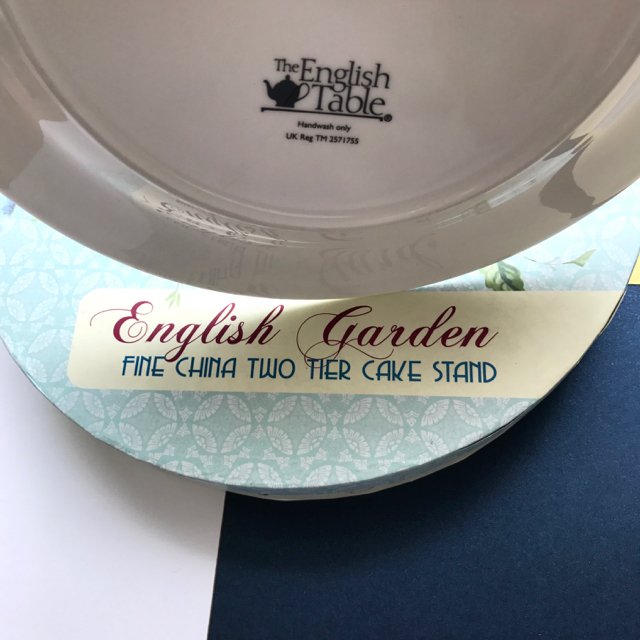 The English
Table®
Handwash only
UK Reg TM 2571755
English Garden
FINE CHINA TWO TIER CAKE STAND